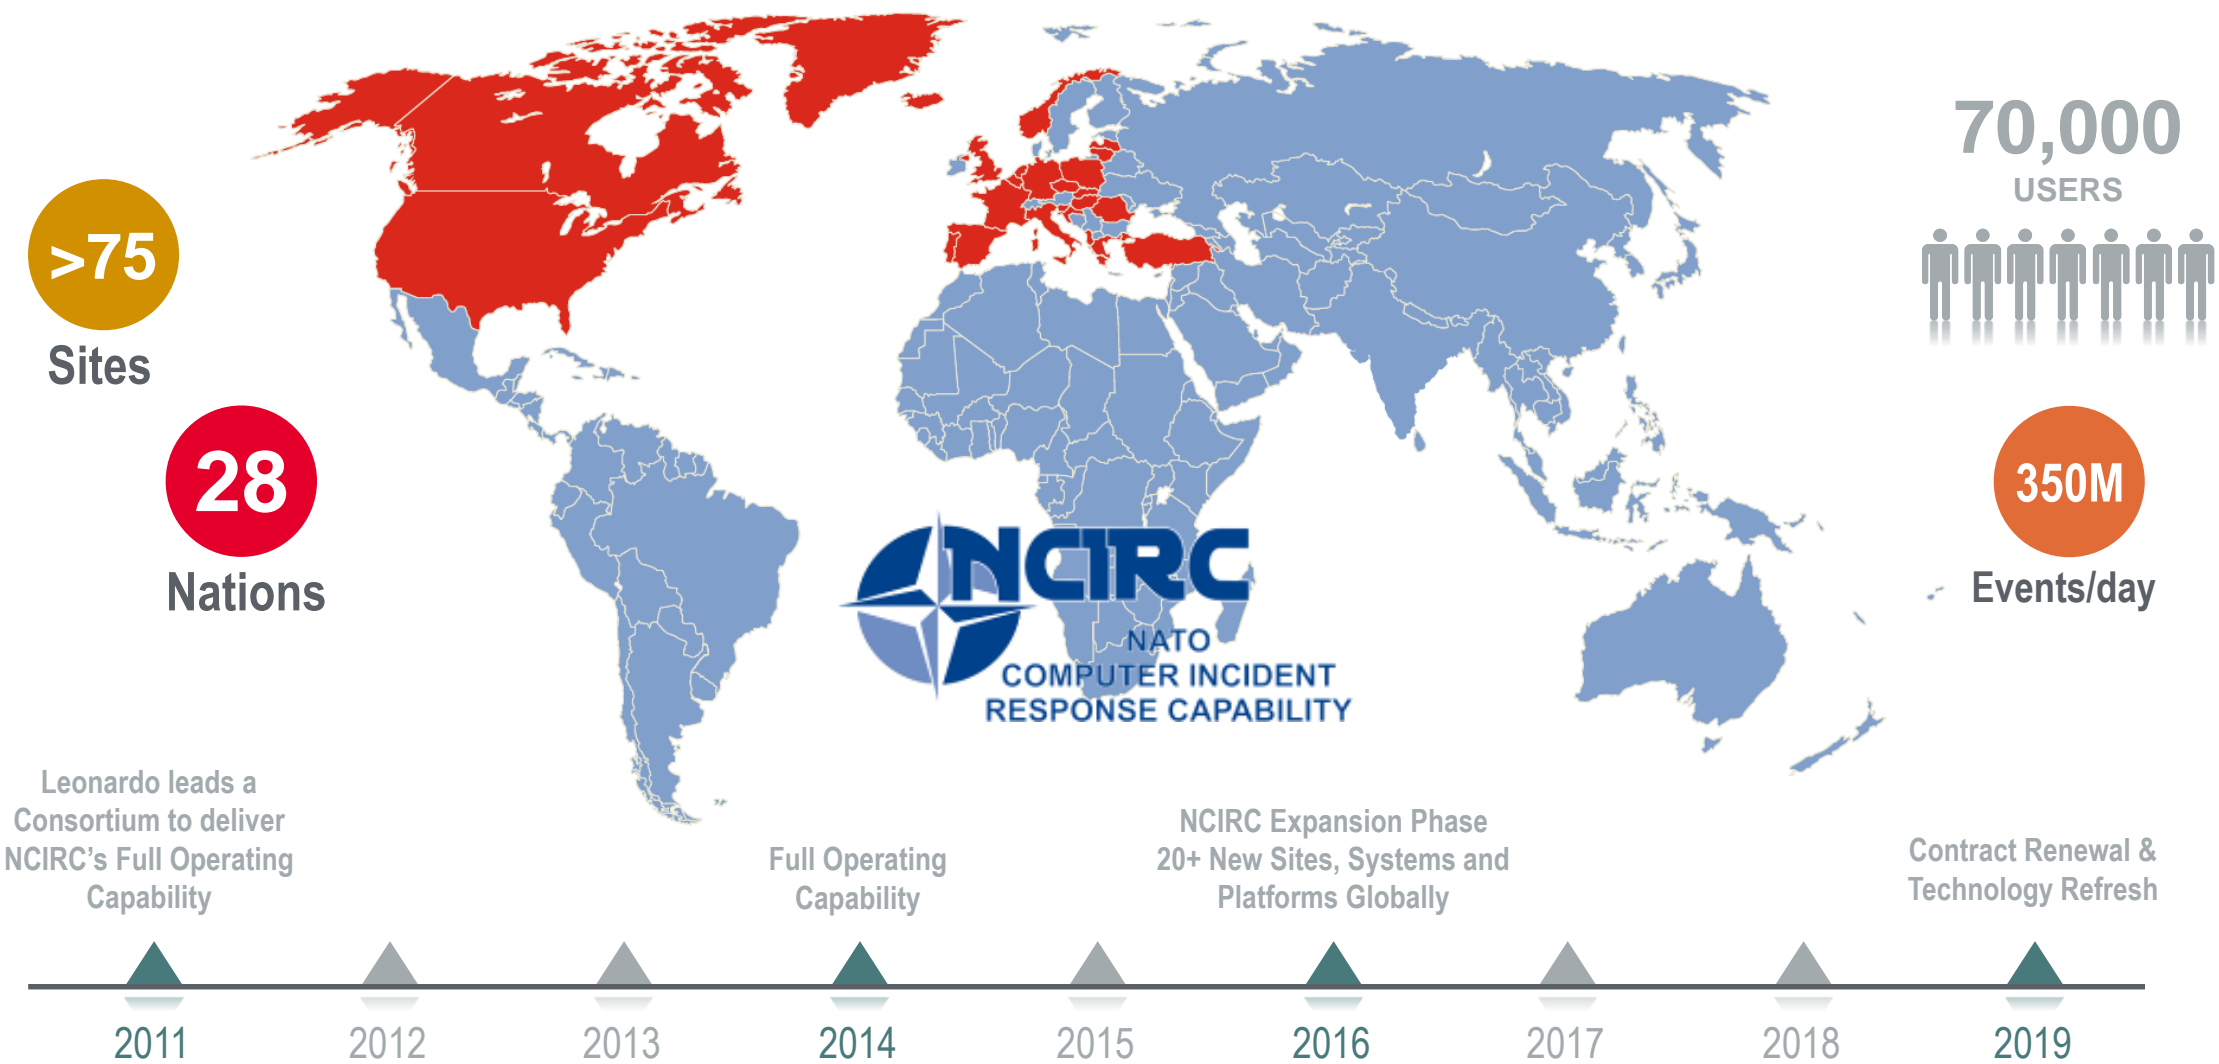 70,000
USERS
>75
Sites
28
Nations
350M
Events/day
NCIRC
NATO
COMPUTER INCIDENT
RESPONSE CAPABILITY
Leonardo leads a
Consortium to deliver
NCIRC's Full Operating
Capability
Full Operating
Capability
NCIRC Expansion Phase
20+ New Sites, Systems and
Platforms Globally
Contract Renewal &
Technology Refresh
2011
2012
2013
2014
2015
2016
2017
2018
2019